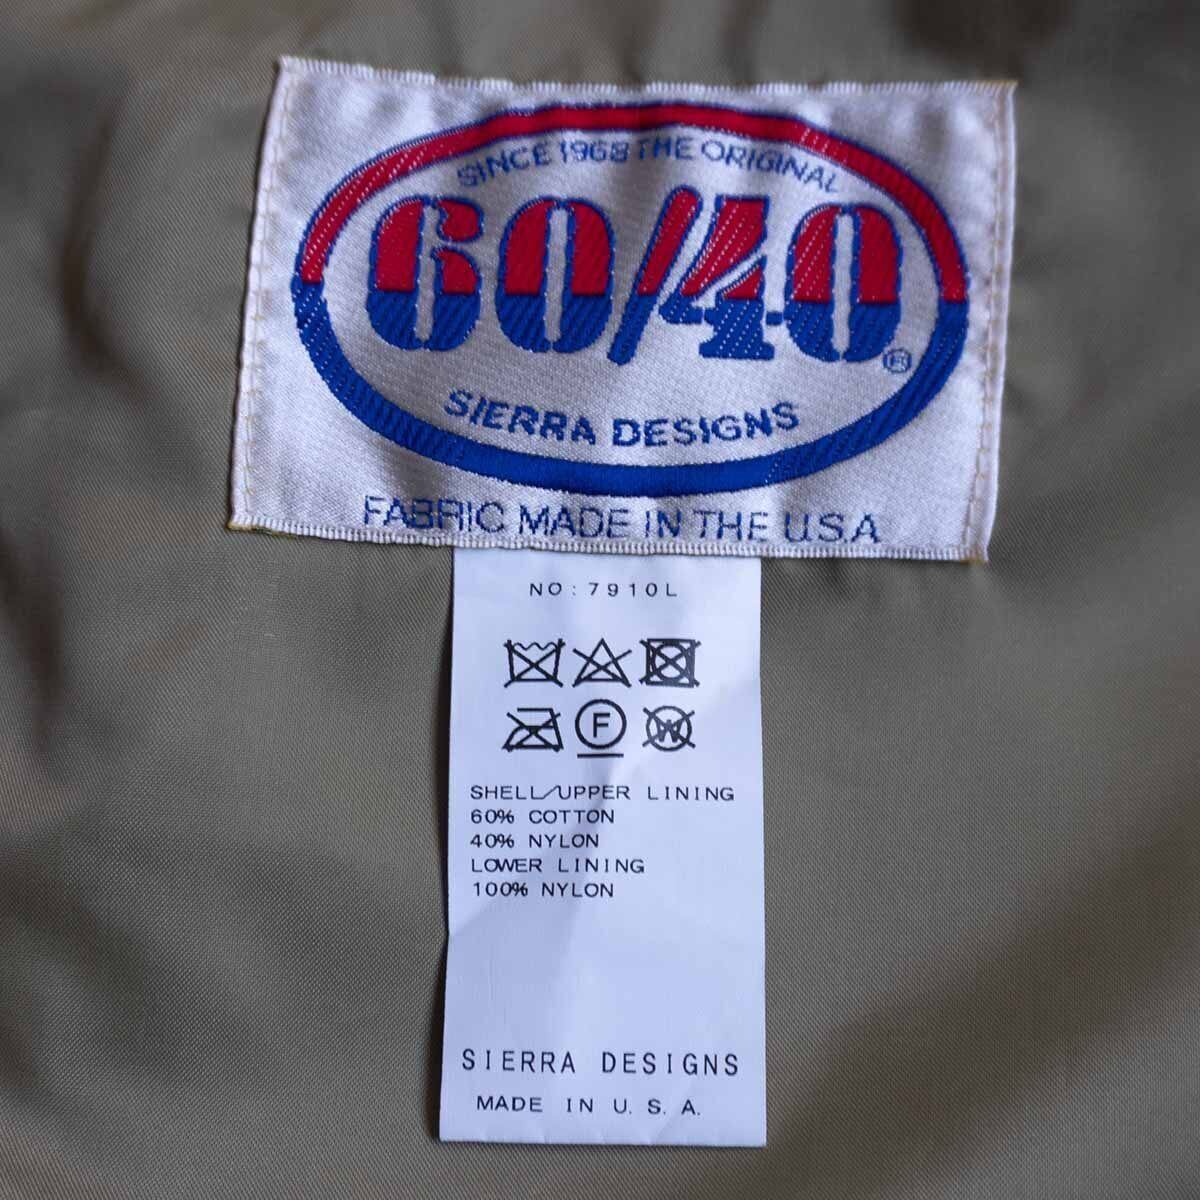 SINCE 1968 THE ORIGINAL
60/40®
SIERRA DESIGNS
FABRIC MADE IN THE U.S.A
NO : 7910L
F W
SHELL/UPPER LINING
60% COTTON
40% NYLON
LOWER LINING
100% NYLON
SIERRA DESIGNS
MADE IN U. S. A.